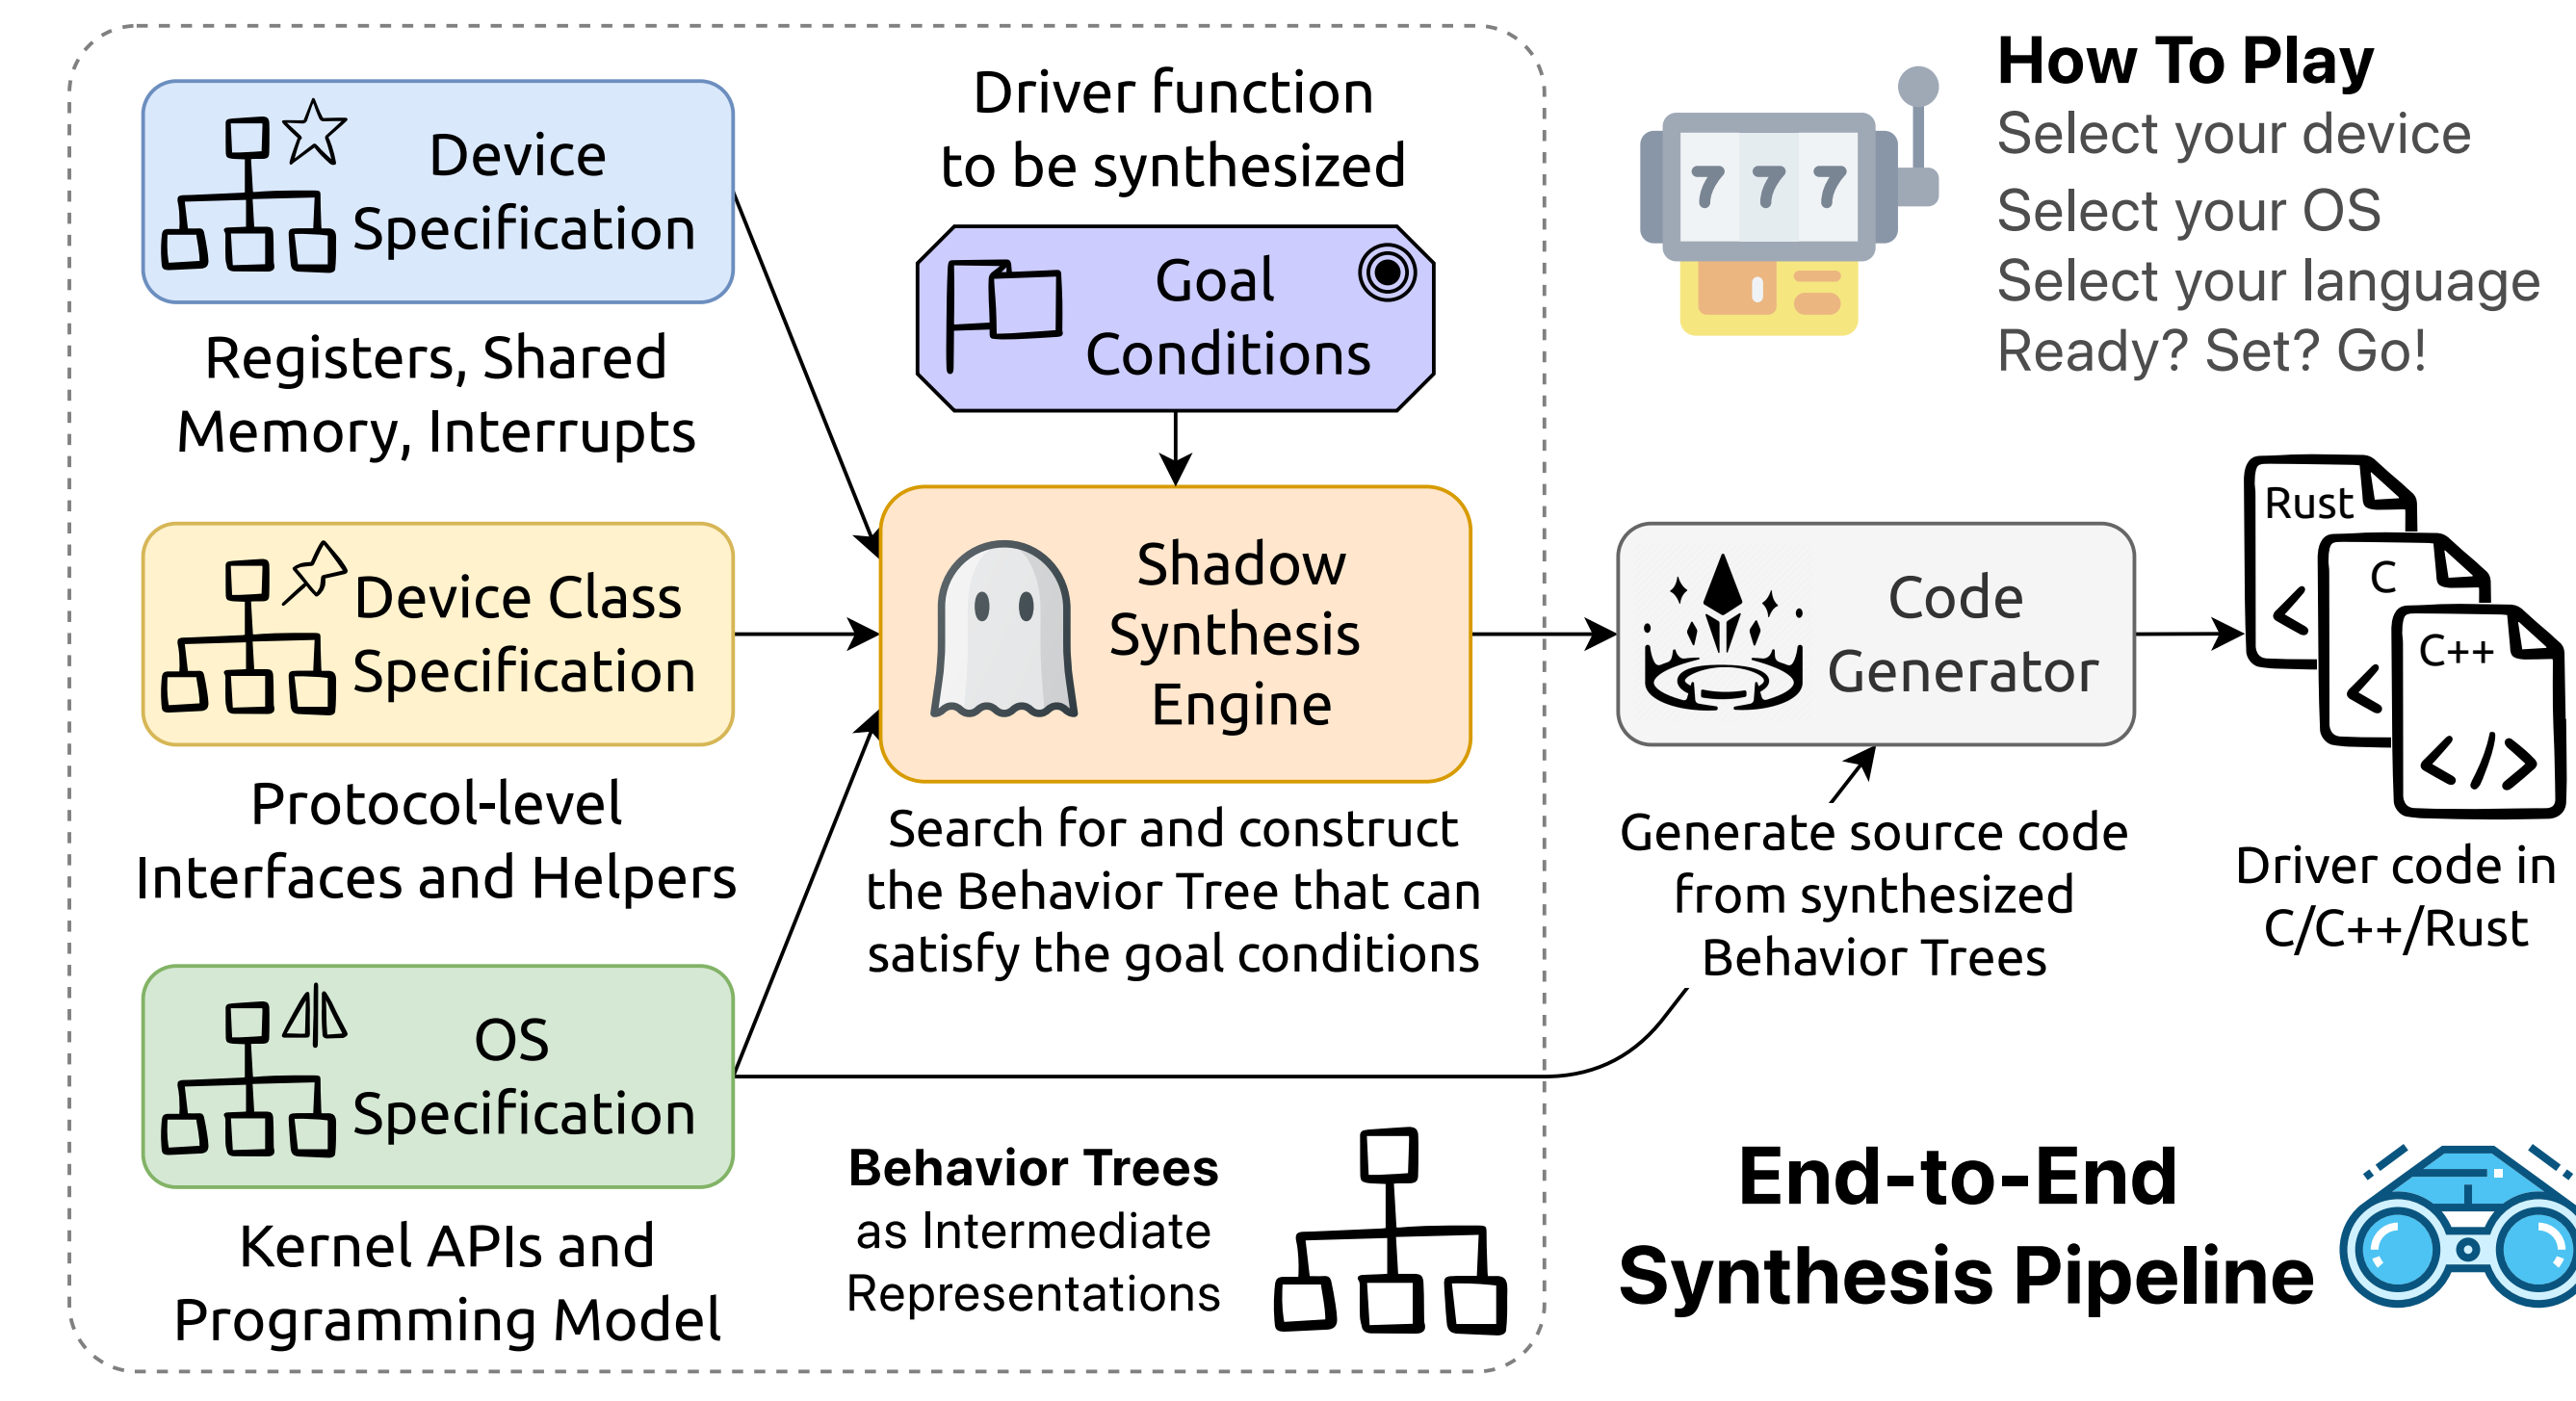 Device
Specification
Registers, Shared
Memory, Interrupts
Device Class
Specification
Protocol-level
Interfaces and Helpers
OS
Specification
Kernel APIs and
Programming Model
Driver function
to be synthesized
Goal
Conditions
Shadow
Synthesis
Engine
Search for and construct
the Behavior Tree that can
satisfy the goal conditions
Behavior Trees
as Intermediate
Representations
7 7 7
How To Play
Select your device
Select your OS
Select your language
Ready? Set? Go!
Code
Generator
Generate source code
from synthesized
Behavior Trees
Rust
<
C
<
C++
</>
Driver code in
C/C++/Rust
End-to-End
Synthesis Pipeline